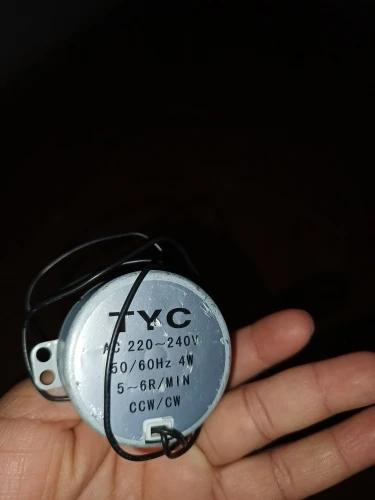 TYC
AC 220~240V
50/60Hz 4W
5~6R/MIN
CCW/CW